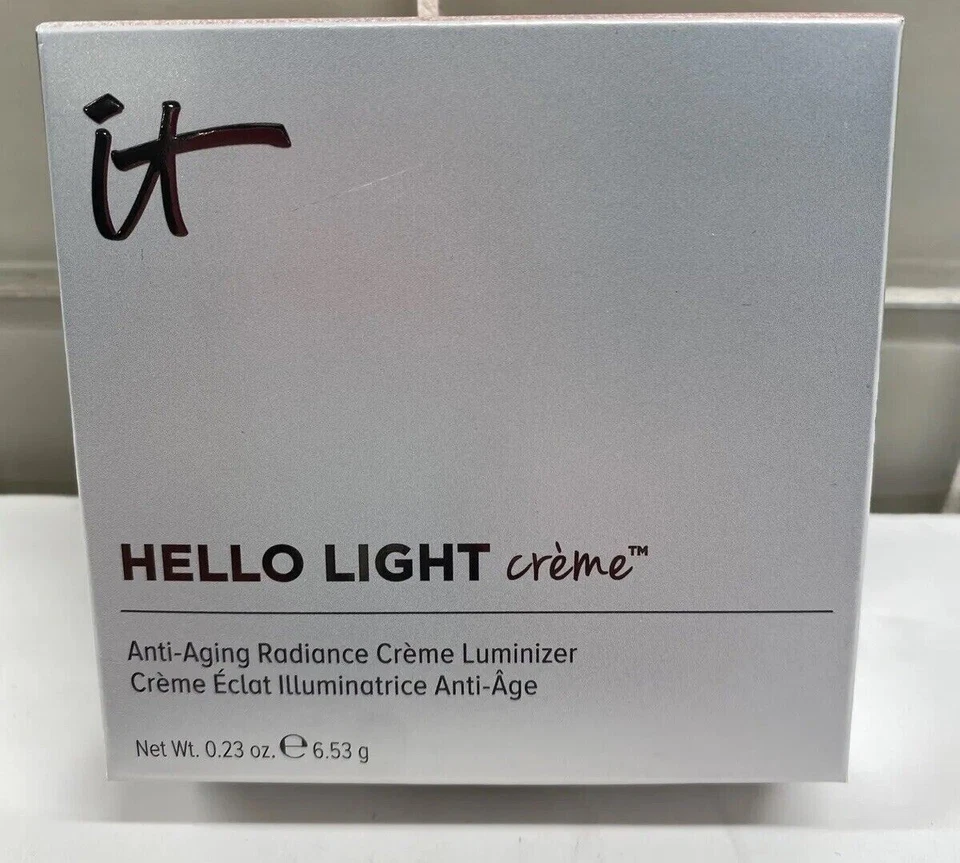 it
HELLO LIGHT crème™
Anti-Aging Radiance Crème Luminizer
Crème Éclat Illuminatrice Anti-Âge
Net Wt. 0.23 oz. ℮ 6.53 g